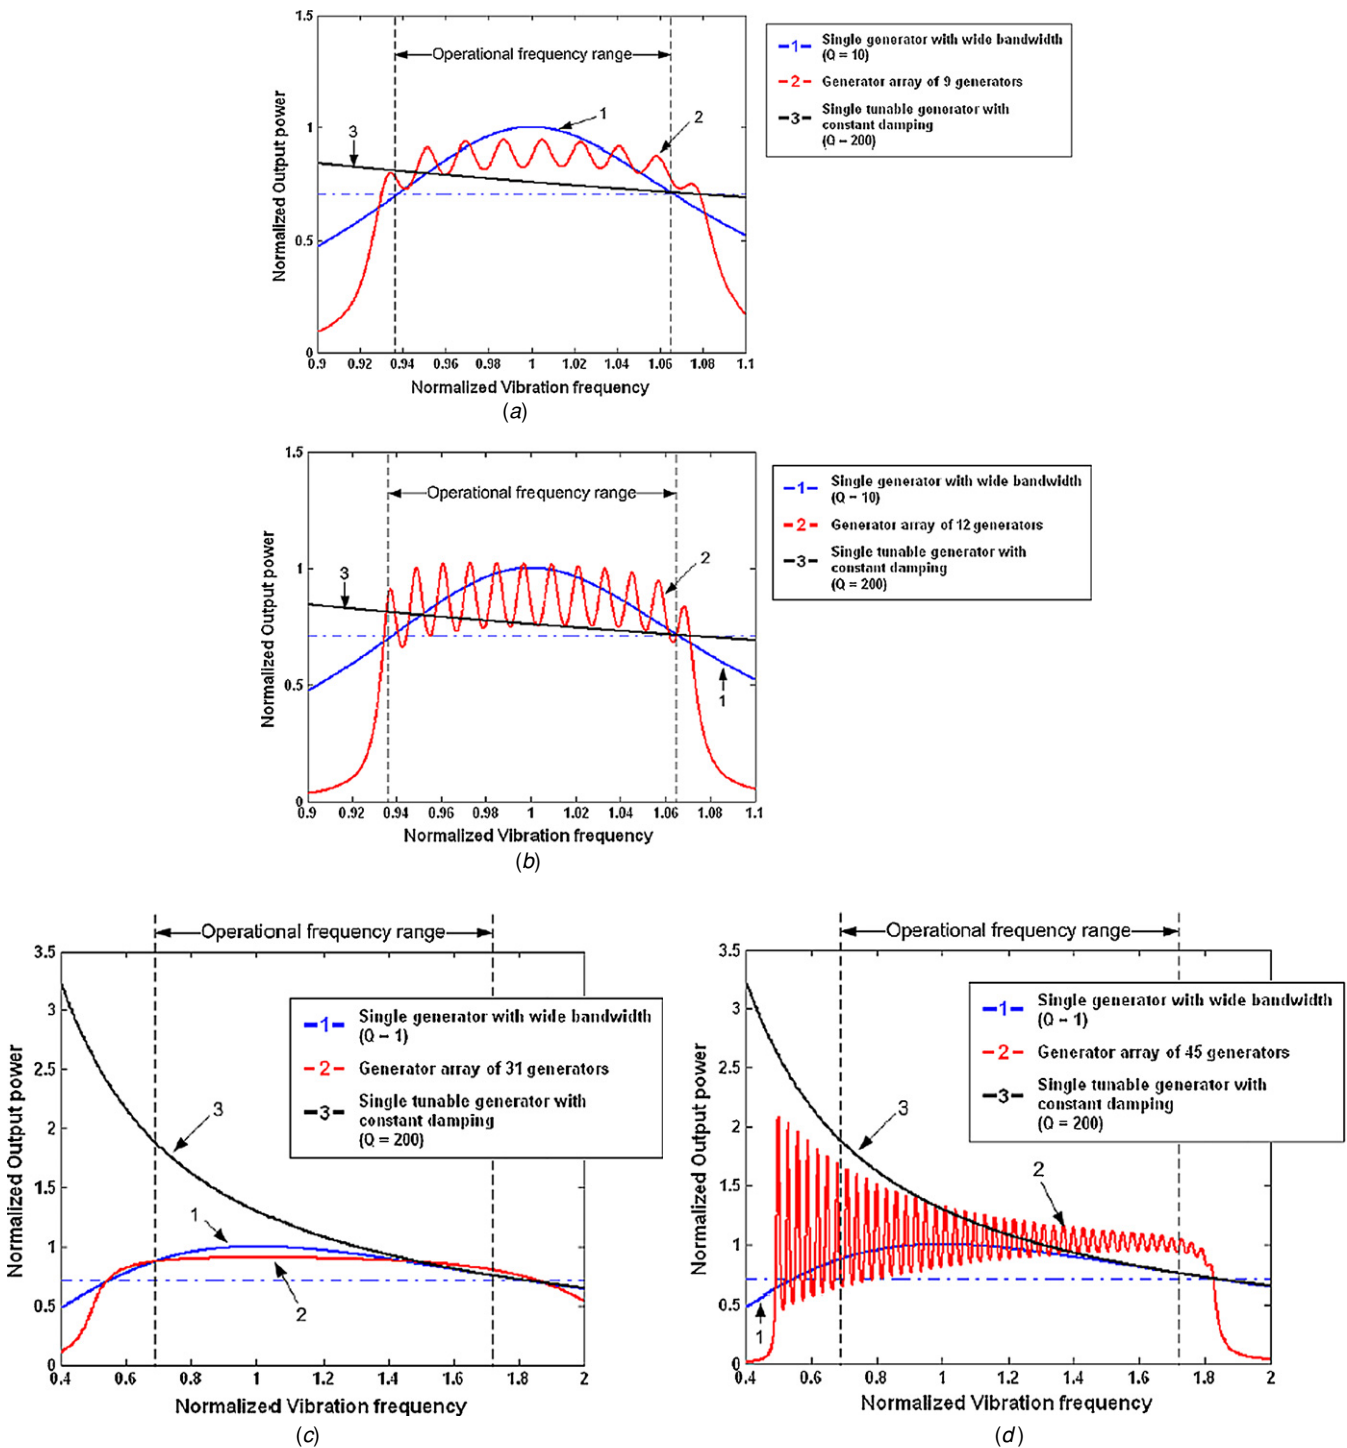 1.5
1
0.5
0
Normalized Output power
Operational frequency range
3
1
2
0.9 0.92 0.94 0.96 0.98 1 1.02 1.04 1.06 1.08 1.1
Normalized Vibration frequency
1 Single generator with wide bandwidth
(Q = 10)
2 Generator array of 9 generators
3 Single tunable generator with
constant damping
(Q - 200)
(a)
1.5
1
0.5
0
Normalized Output power
Operational frequency range
3
2
1
0.9 0.92 0.94 0.96 0.98 1 1.02 1.04 1.06 1.08 1.1
Normalized Vibration frequency
1 Single generator with wide bandwidth
(Q - 10)
2 Generator array of 12 generators
3 Single tunable generator with
constant damping
(Q = 200)
(b)
Operational frequency range
3.5
3
2.5
2
1.5
1
0.5
0
Normalized Output power
1 Single generator with wide bandwidth
(Q - 1)
2 Generator array of 31 generators
3 Single tunable generator with
constant damping
(Q = 200)
3
1
2
0.4 0.6 0.8 1 1.2 1.4 1.6 1.8 2
Normalized Vibration frequency
(c)
Operational frequency range
3.5
3
2.5
2
1.5
1
0.5
0
Normalized Output power
1 Single generator with wide bandwidth
(Q - 1)
2 Generator array of 45 generators
3 Single tunable generator with
constant damping
(Q = 200)
3
2
1
0.4 0.6 0.8 1 1.2 1.4 1.6 1.8 2
Normalized Vibration frequency
(d)